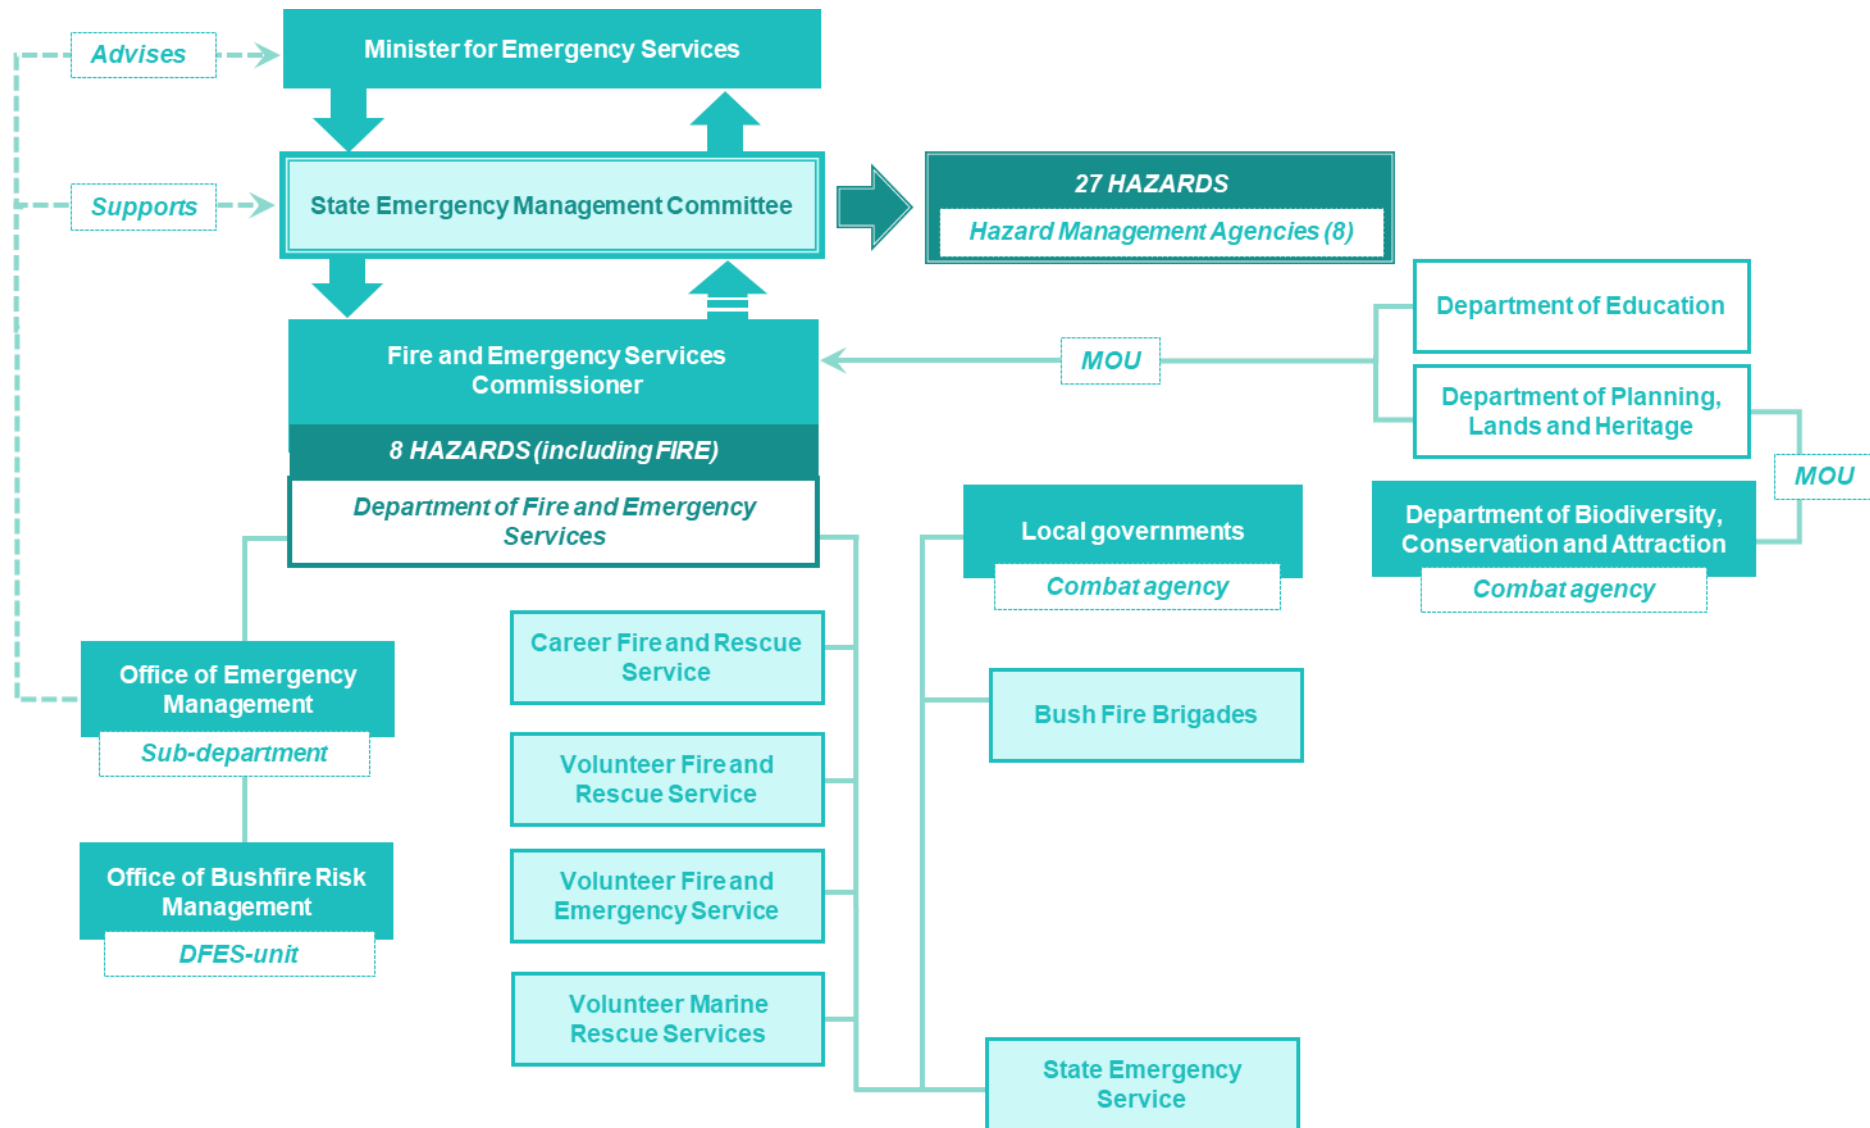 Advises
Minister for Emergency Services
Supports
State Emergency Management Committee
27 HAZARDS
Hazard Management Agencies (8)
Fire and Emergency Services
Commissioner
8 HAZARDS (including FIRE)
Department of Fire and Emergency
Services
MOU
Department of Education
Department of Planning,
Lands and Heritage
MOU
Local governments
Combat agency
Department of Biodiversity,
Conservation and Attraction
Combat agency
Office of Emergency
Management
Sub-department
Office of Bushfire Risk
Management
DFES-unit
Career Fire and Rescue
Service
Volunteer Fire and
Rescue Service
Volunteer Fire and
Emergency Service
Volunteer Marine
Rescue Services
Bush Fire Brigades
State Emergency
Service